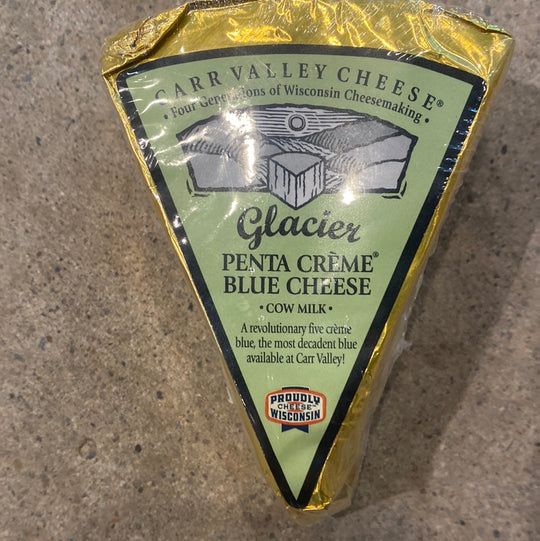 CARR VALLEY CHEESE®
• Four Generations of Wisconsin Cheesemaking •
Glacier
PENTA CRÈME®
BLUE CHEESE
• COW MILK •
A revolutionary five crème
blue, the most decadent blue
available at Carr Valley!
PROUDLY
CHEESE™
WISCONSIN